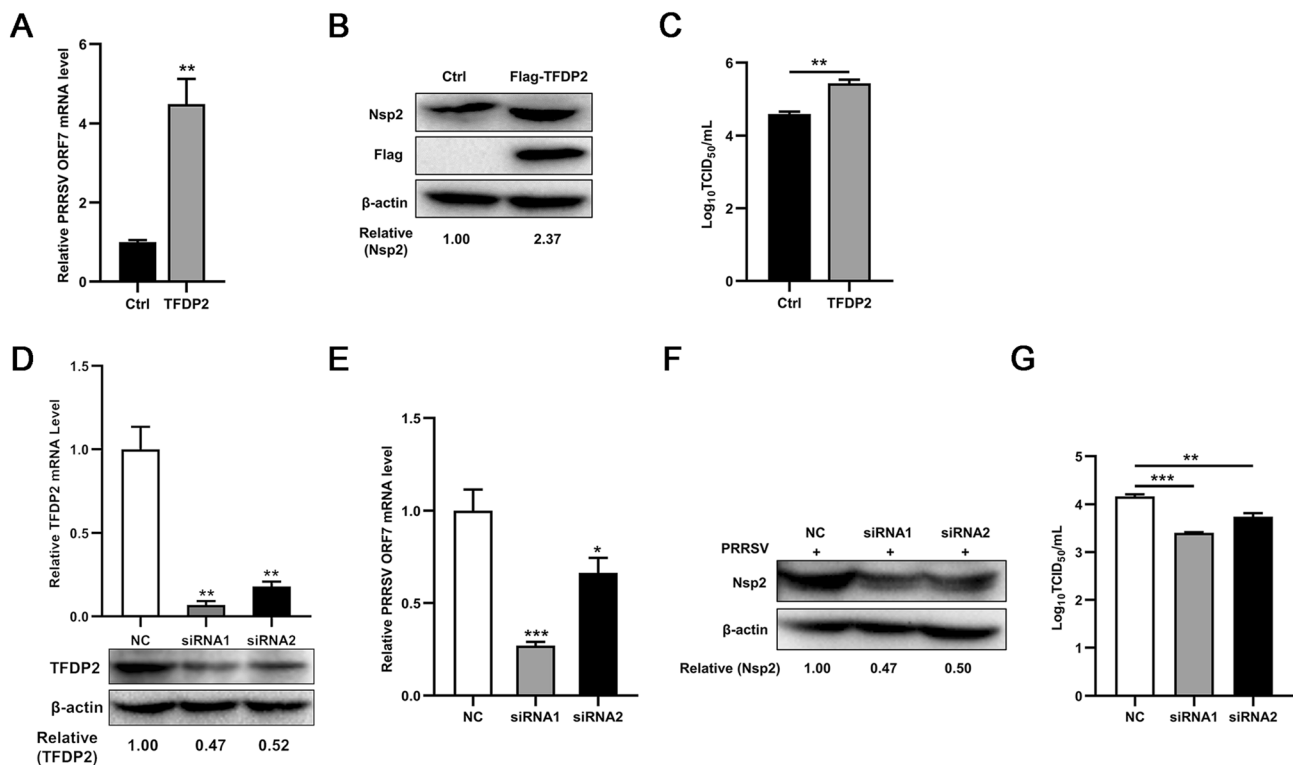 A
Relative PRRSV ORF7 mRNA level
6
4
2
0
**
Ctrl
TFDP2
B
Ctrl
Flag-TFDP2
Nsp2
Flag
β-actin
Relative
(Nsp2)
1.00
2.37
C
Log10TCID50/mL
6
4
2
0
**
Ctrl
TFDP2
D
Relative TFDP2 mRNA Level
1.5
1.0
0.5
0.0
**
**
NC
siRNA1
siRNA2
TFDP2
β-actin
Relative
(TFDP2)
1.00
0.47
0.52
E
Relative PRRSV ORF7 mRNA level
1.5
1.0
0.5
0.0
***
*
NC
siRNA1
siRNA2
F
NC
siRNA1
siRNA2
PRRSV
+
+
+
Nsp2
β-actin
Relative (Nsp2)
1.00
0.47
0.50
G
Log10TCID50/mL
5
4
3
2
1
0
**
***
NC
siRNA1
siRNA2